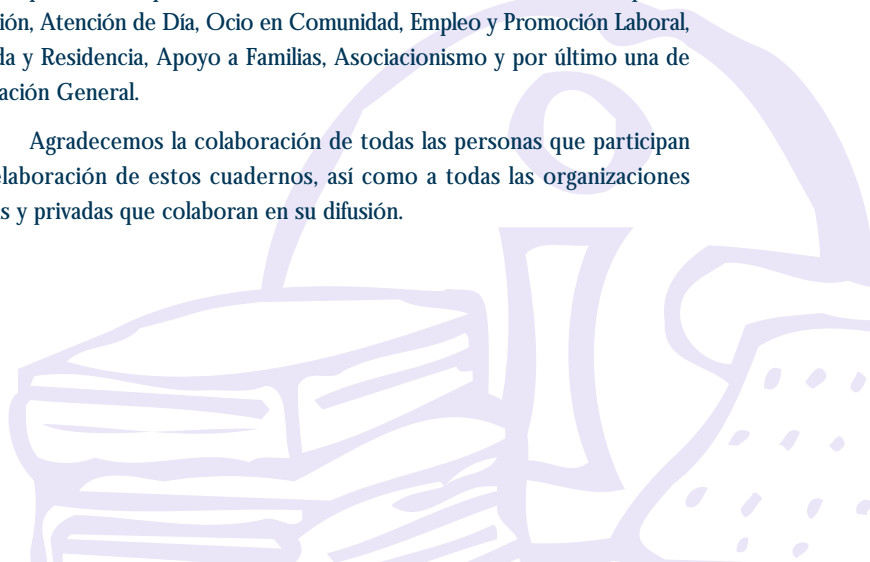 ión, Atención de Día, Ocio en Comunidad, Empleo y Promoción Laboral,
da y Residencia, Apoyo a Familias, Asociacionismo y por último una de
ación General.
Agradecemos la colaboración de todas las personas que participan
elaboración de estos cuadernos, así como a todas las organizaciones
s y privadas que colaboran en su difusión.